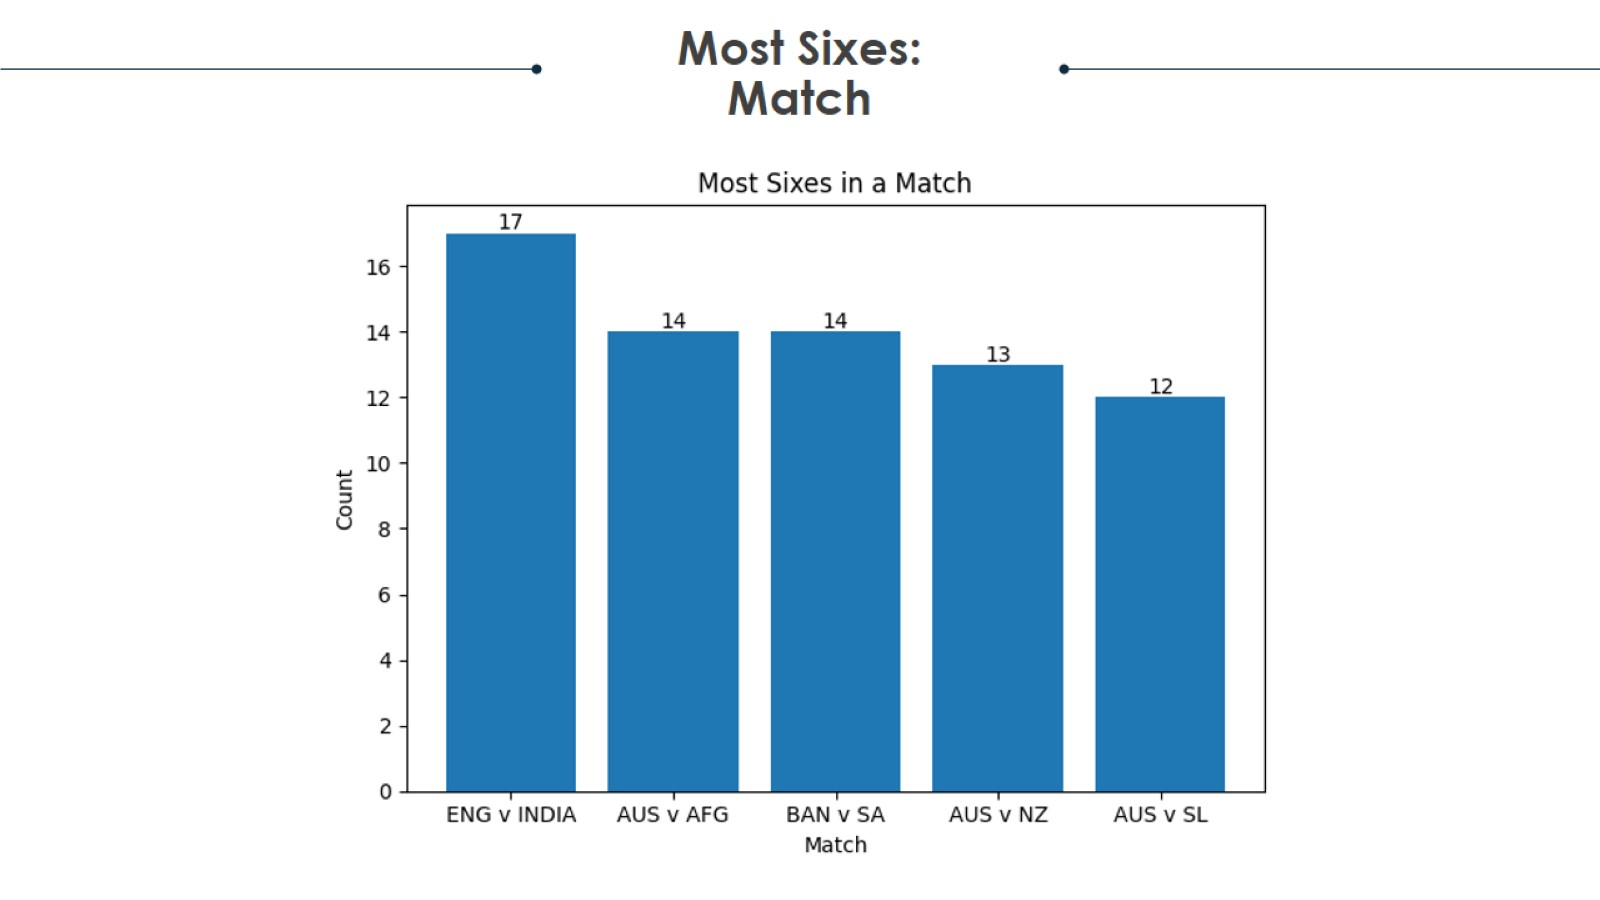 Most Sixes:
Match
Most Sixes in a Match
17
14
14
13
12
16
14
12
10
8
6
4
2
0
Count
ENG v INDIA
AUS v AFG
BAN v SA
AUS v NZ
AUS v SL
Match